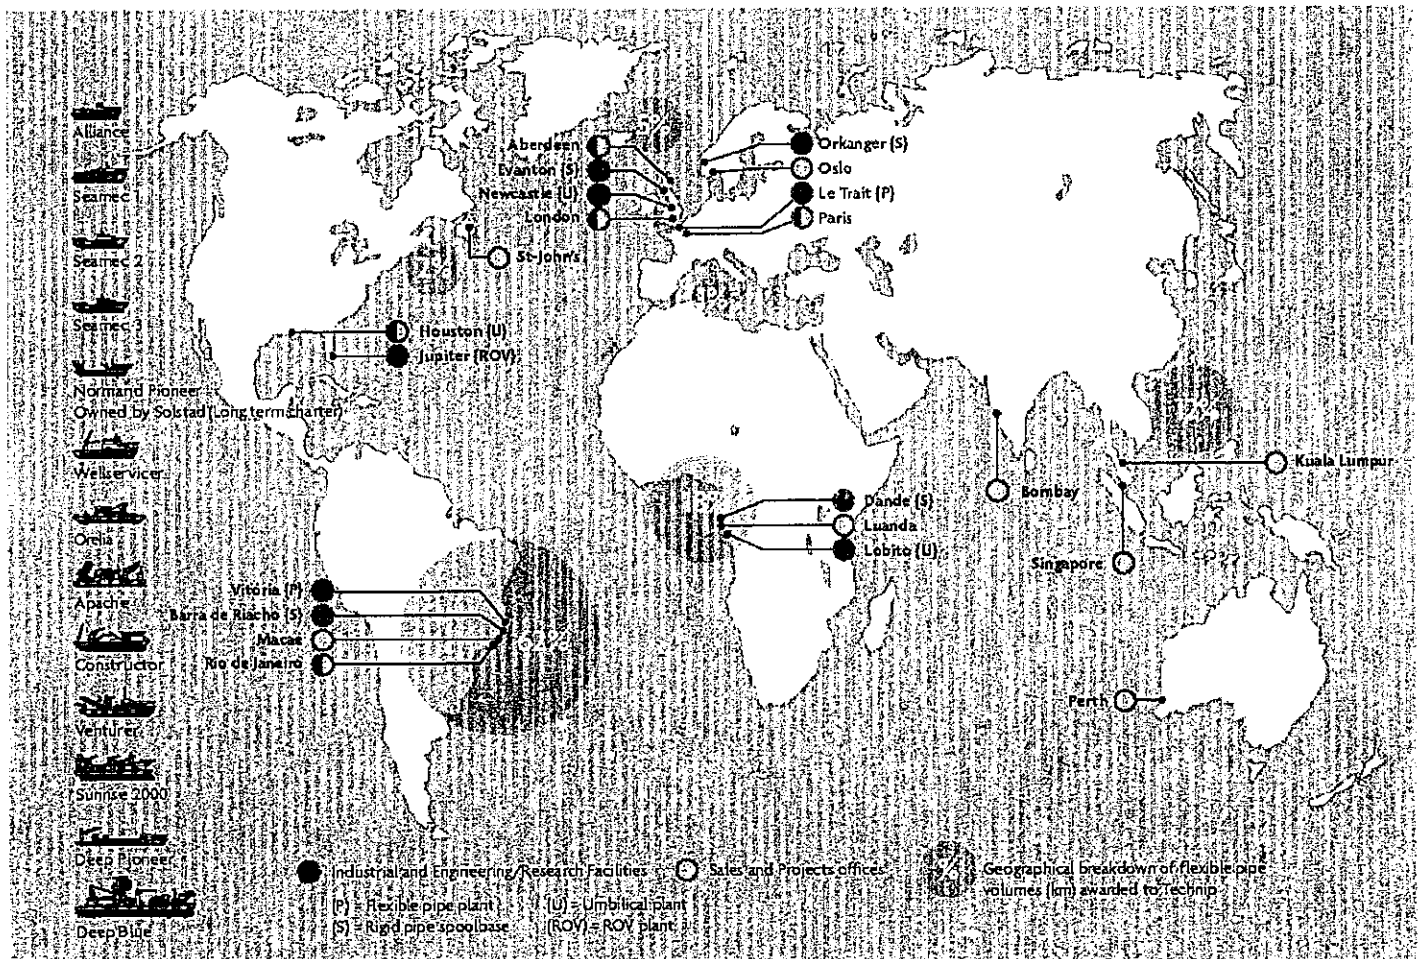 Alliance
Seamec 1
Seamec 2
Seamec 3
Normand Pioneer
Owned by Solstad (Long term charter)
Wellservicer
Orelia
Apache
Constructor
Venturer
Sunrise 2000
Deep Pioneer
Deep Blue
Aberdeen
Evanton (S)
Newcastle (U)
London
Orkanger (S)
Oslo
Le Trait (P)
Paris
St-John's
Houston (U)
Jupiter (ROV)
Vitoria (P)
Barra de Riacho (S)
Macae
Rio de Janeiro
Dande (S)
Luanda
Lobito (U)
Bombay
Kuala Lumpur
Singapore
Perth
Industrial and Engineering/Research Facilities
(P) = Flexible pipe plant
(S) = Rigid pipe spoolbase
(U) = Umbilical plant
(ROV) = ROV plant
Sales and Projects offices
Geographical breakdown of flexible pipe
volumes (km) awarded to Technip